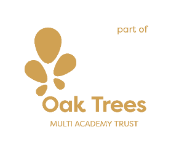 part of
Oak Trees
MULTI ACADEMY TRUST